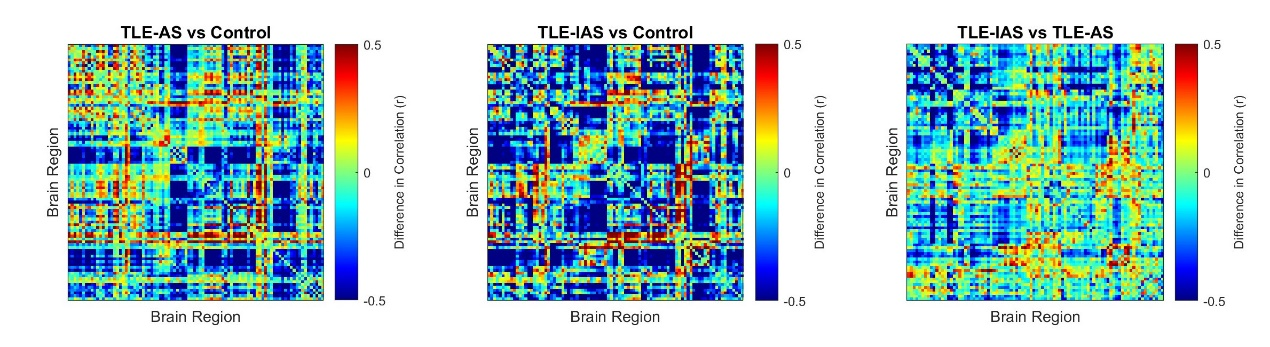 TLE-AS vs Control
Brain Region
Brain Region
0.5
0
-0.5
Difference in Correlation (r)
TLE-IAS vs Control
Brain Region
Brain Region
0.5
0
-0.5
Difference in Correlation (r)
TLE-IAS vs TLE-AS
Brain Region
Brain Region
0.5
0
-0.5
Difference in Correlation (r)